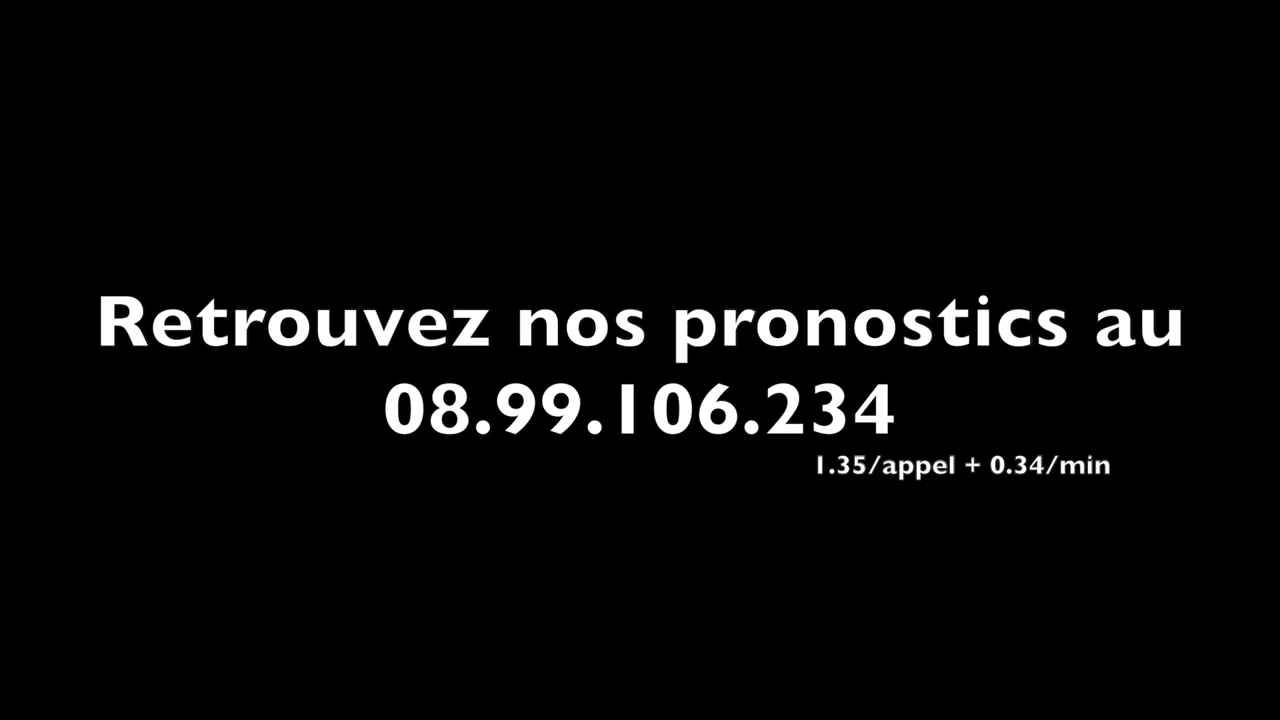 Retrouvez nos pronostics au
08.99.106.234
1.35/appel + 0.34/min